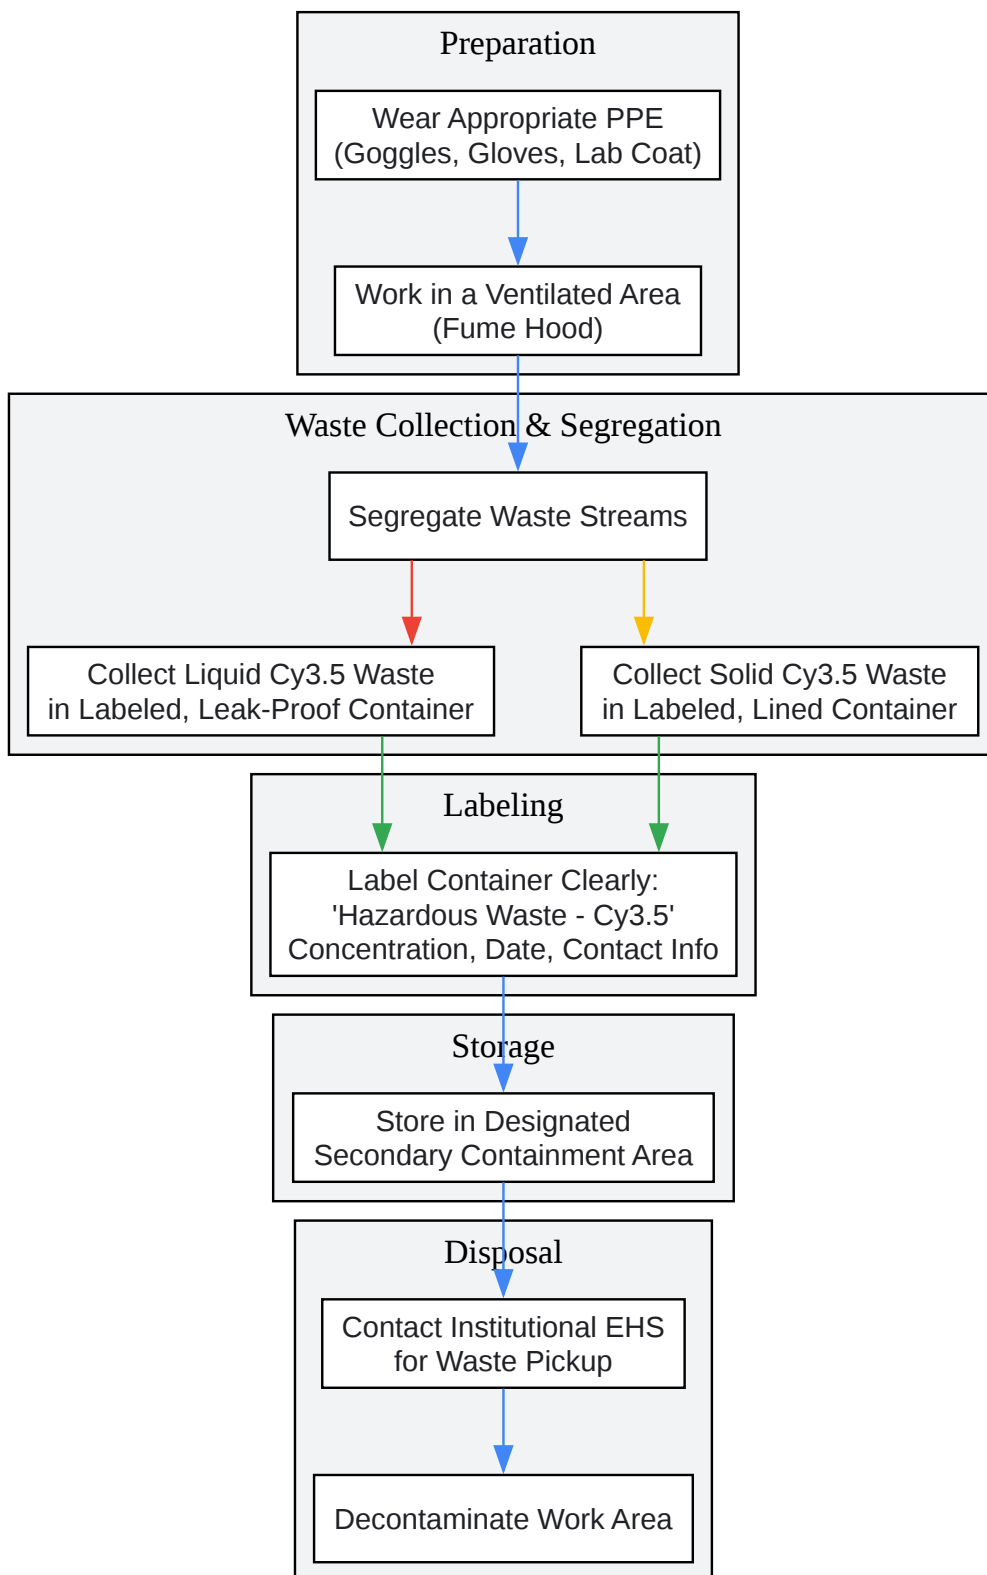 Preparation
Wear Appropriate PPE
(Goggles, Gloves, Lab Coat)
Work in a Ventilated Area
(Fume Hood)
Waste Collection & Segregation
Segregate Waste Streams
Collect Liquid Cy3.5 Waste
in Labeled, Leak-Proof Container
Collect Solid Cy3.5 Waste
in Labeled, Lined Container
Labeling
Label Container Clearly:
'Hazardous Waste - Cy3.5'
Concentration, Date, Contact Info
Storage
Store in Designated
Secondary Containment Area
Disposal
Contact Institutional EHS
for Waste Pickup
Decontaminate Work Area